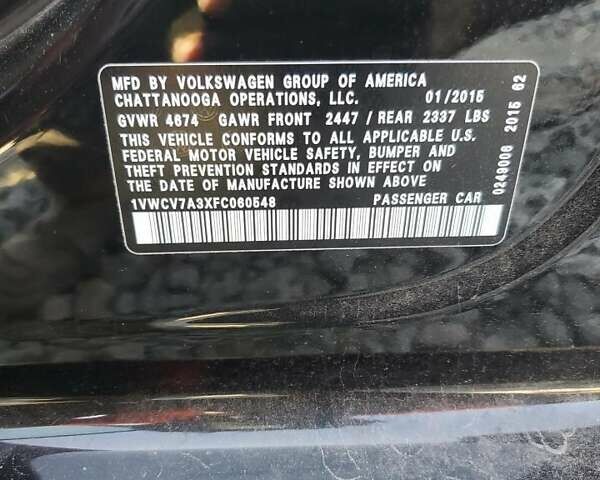 MFD BY VOLKSWAGEN GROUP OF AMERICA
CHATTANOOGA OPERATIONS, LLC. 01/2015
GVWR 4674 GAWR FRONT 2447 / REAR 2337 LBS
THIS VEHICLE CONFORMS TO ALL APPLICABLE U.S.
FEDERAL MOTOR VEHICLE SAFETY, BUMPER AND
THEFT PREVENTION STANDARDS IN EFFECT ON
THE DATE OF MANUFACTURE SHOWN ABOVE
1VWCV7A3XFC060548 PASSENGER CAR
0249006 2015 62